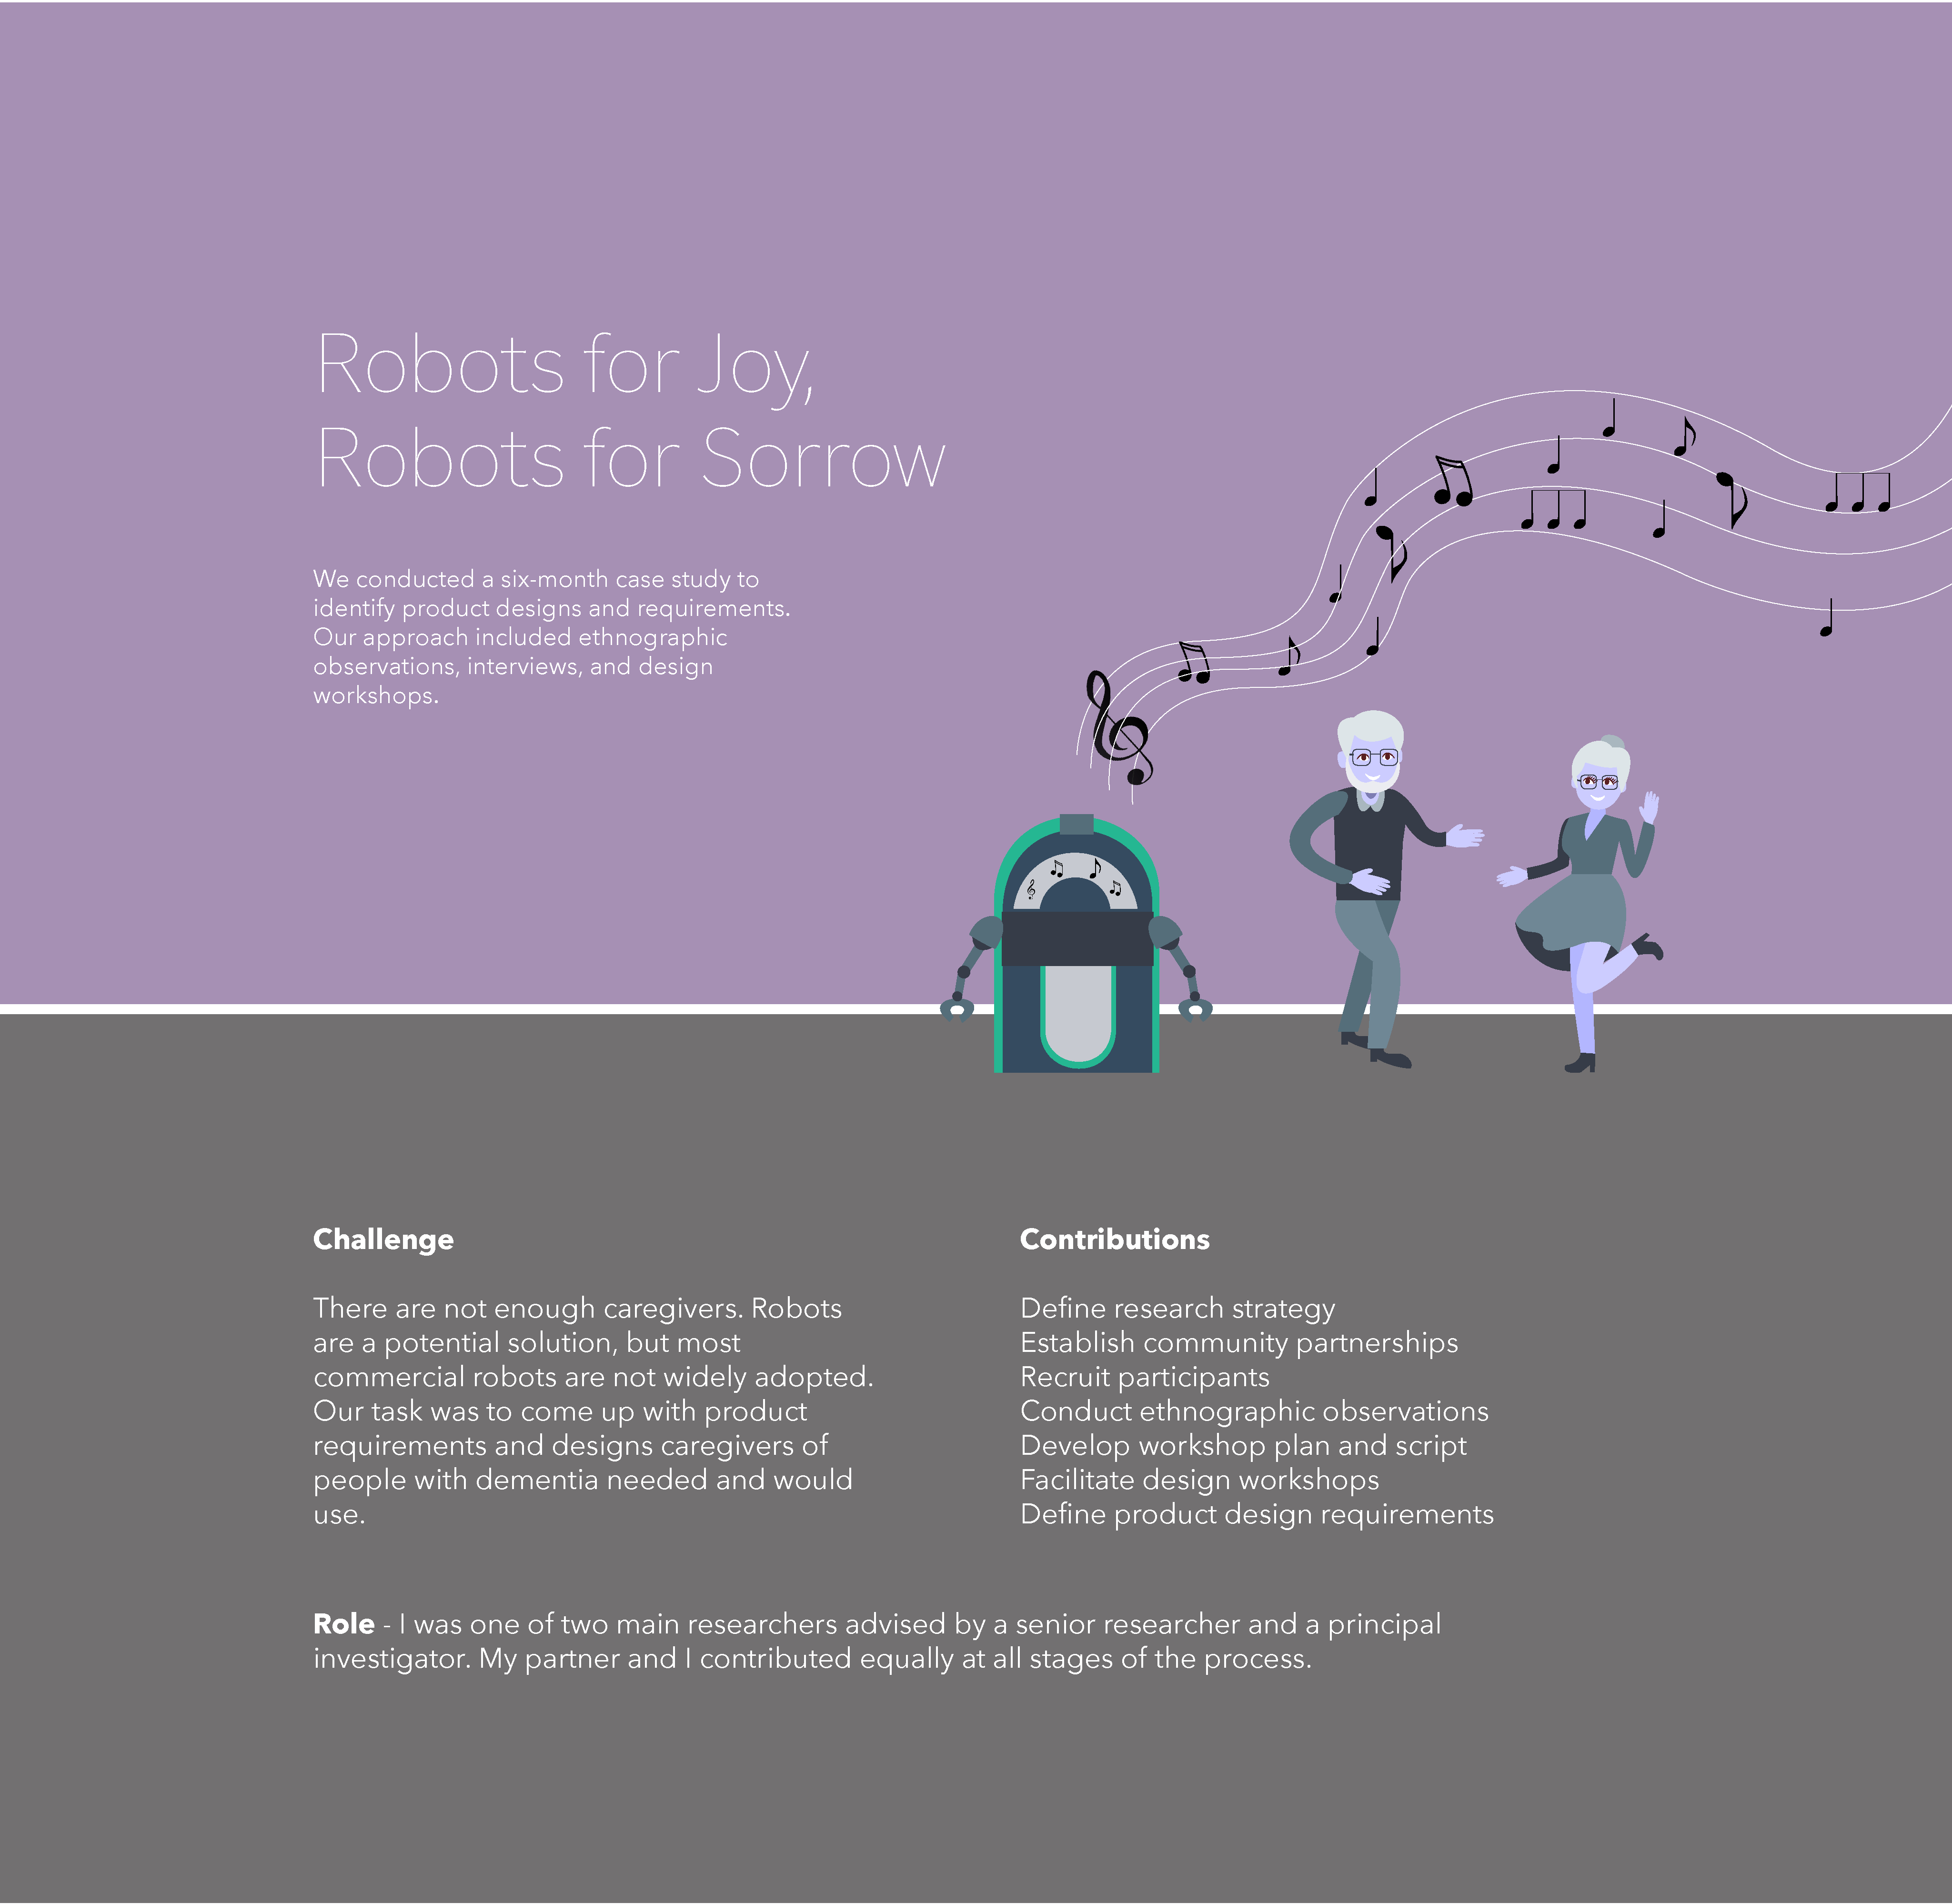 Robots for Joy,
Robots for Sorrow
We conducted a six-month case study to
identify product designs and requirements.
Our approach included ethnographic
observations, interviews, and design
workshops.
Challenge
There are not enough caregivers. Robots
are a potential solution, but most
commercial robots are not widely adopted.
Our task was to come up with product
requirements and designs caregivers of
people with dementia needed and would
use.
Contributions
Define research strategy
Establish community partnerships
Recruit participants
Conduct ethnographic observations
Develop workshop plan and script
Facilitate design workshops
Define product design requirements
Role - I was one of two main researchers advised by a senior researcher and a principal
investigator. My partner and I contributed equally at all stages of the process.